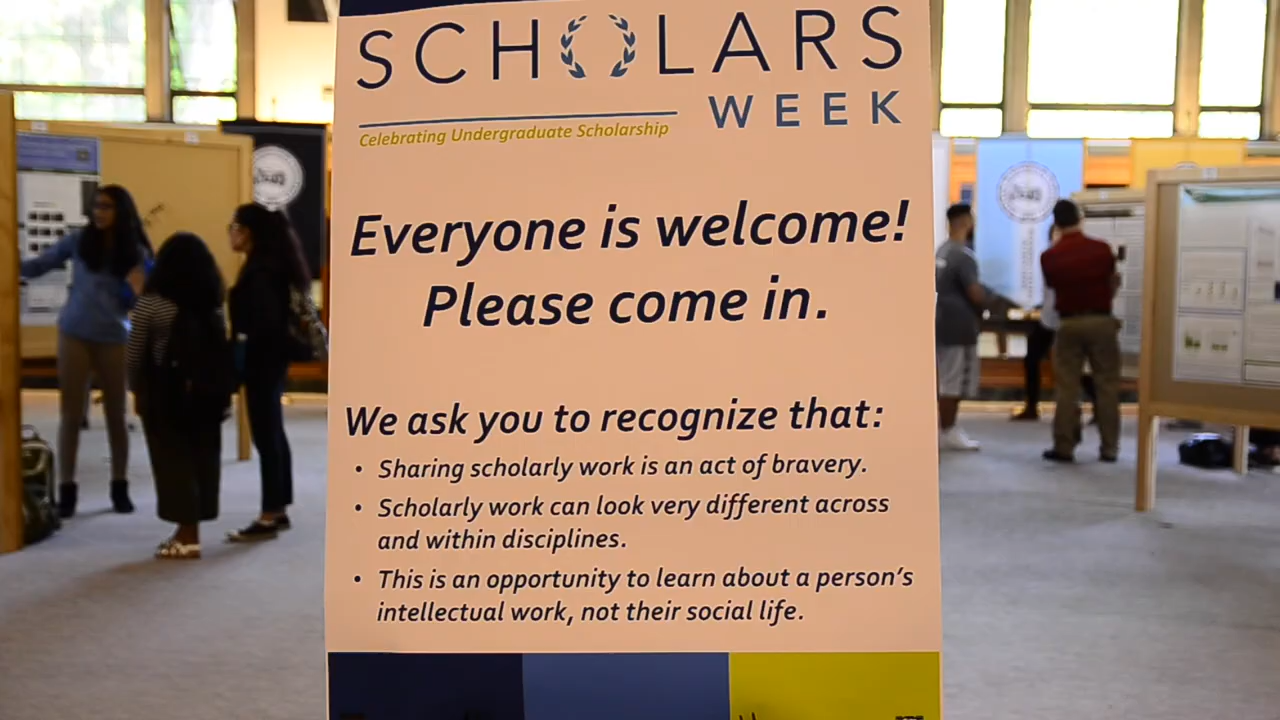 SCHOLARS
WEEK
Celebrating Undergraduate Scholarship
Everyone is welcome!
Please come in.
We ask you to recognize that:
• Sharing scholarly work is an act of bravery.
• Scholarly work can look very different across
and within disciplines.
• This is an opportunity to learn about a person's
intellectual work, not their social life.